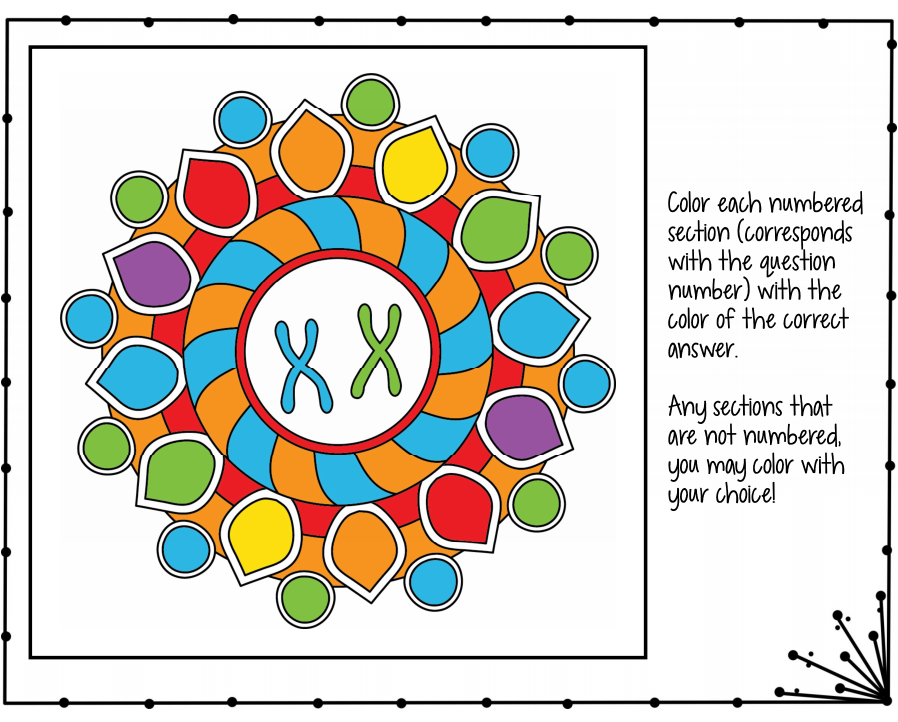 Color each numbered
section (corresponds
with the question
number) with the
color of the correct
answer.
Any sections that
are not numbered,
you may color with
your choice!